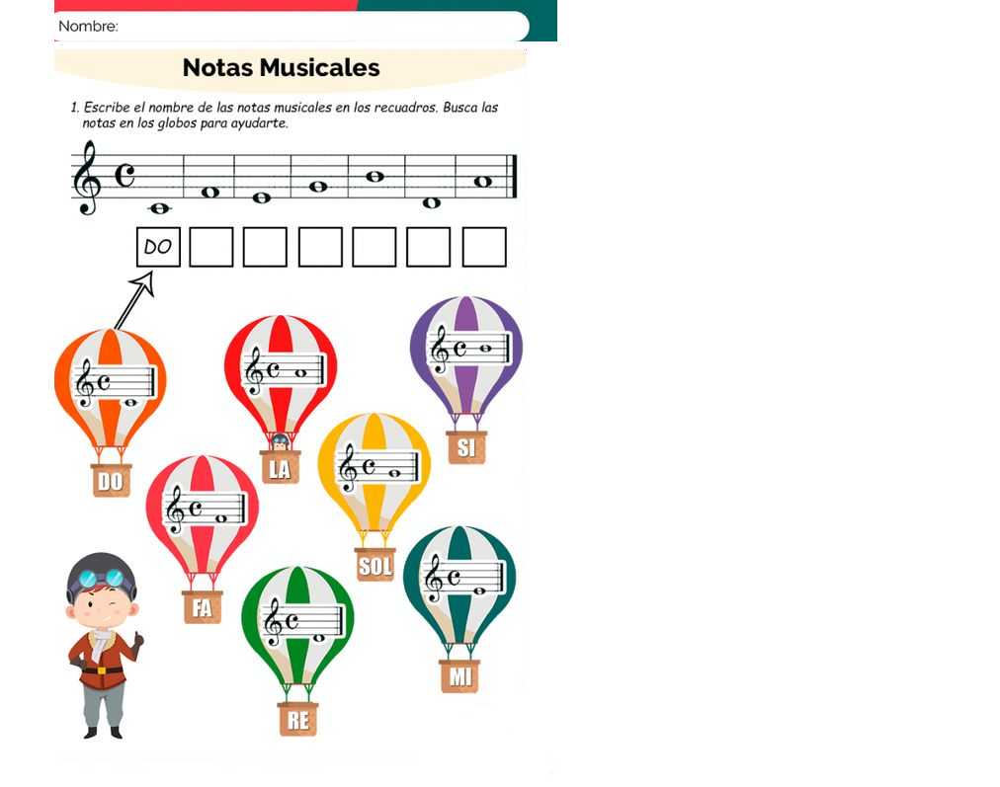 Nombre:
Notas Musicales
1. Escribe el nombre de las notas musicales en los recuadros. Busca las
notas en los globos para ayudarte.
DO
SI
LA
DO
SOL
FA
MI
RE